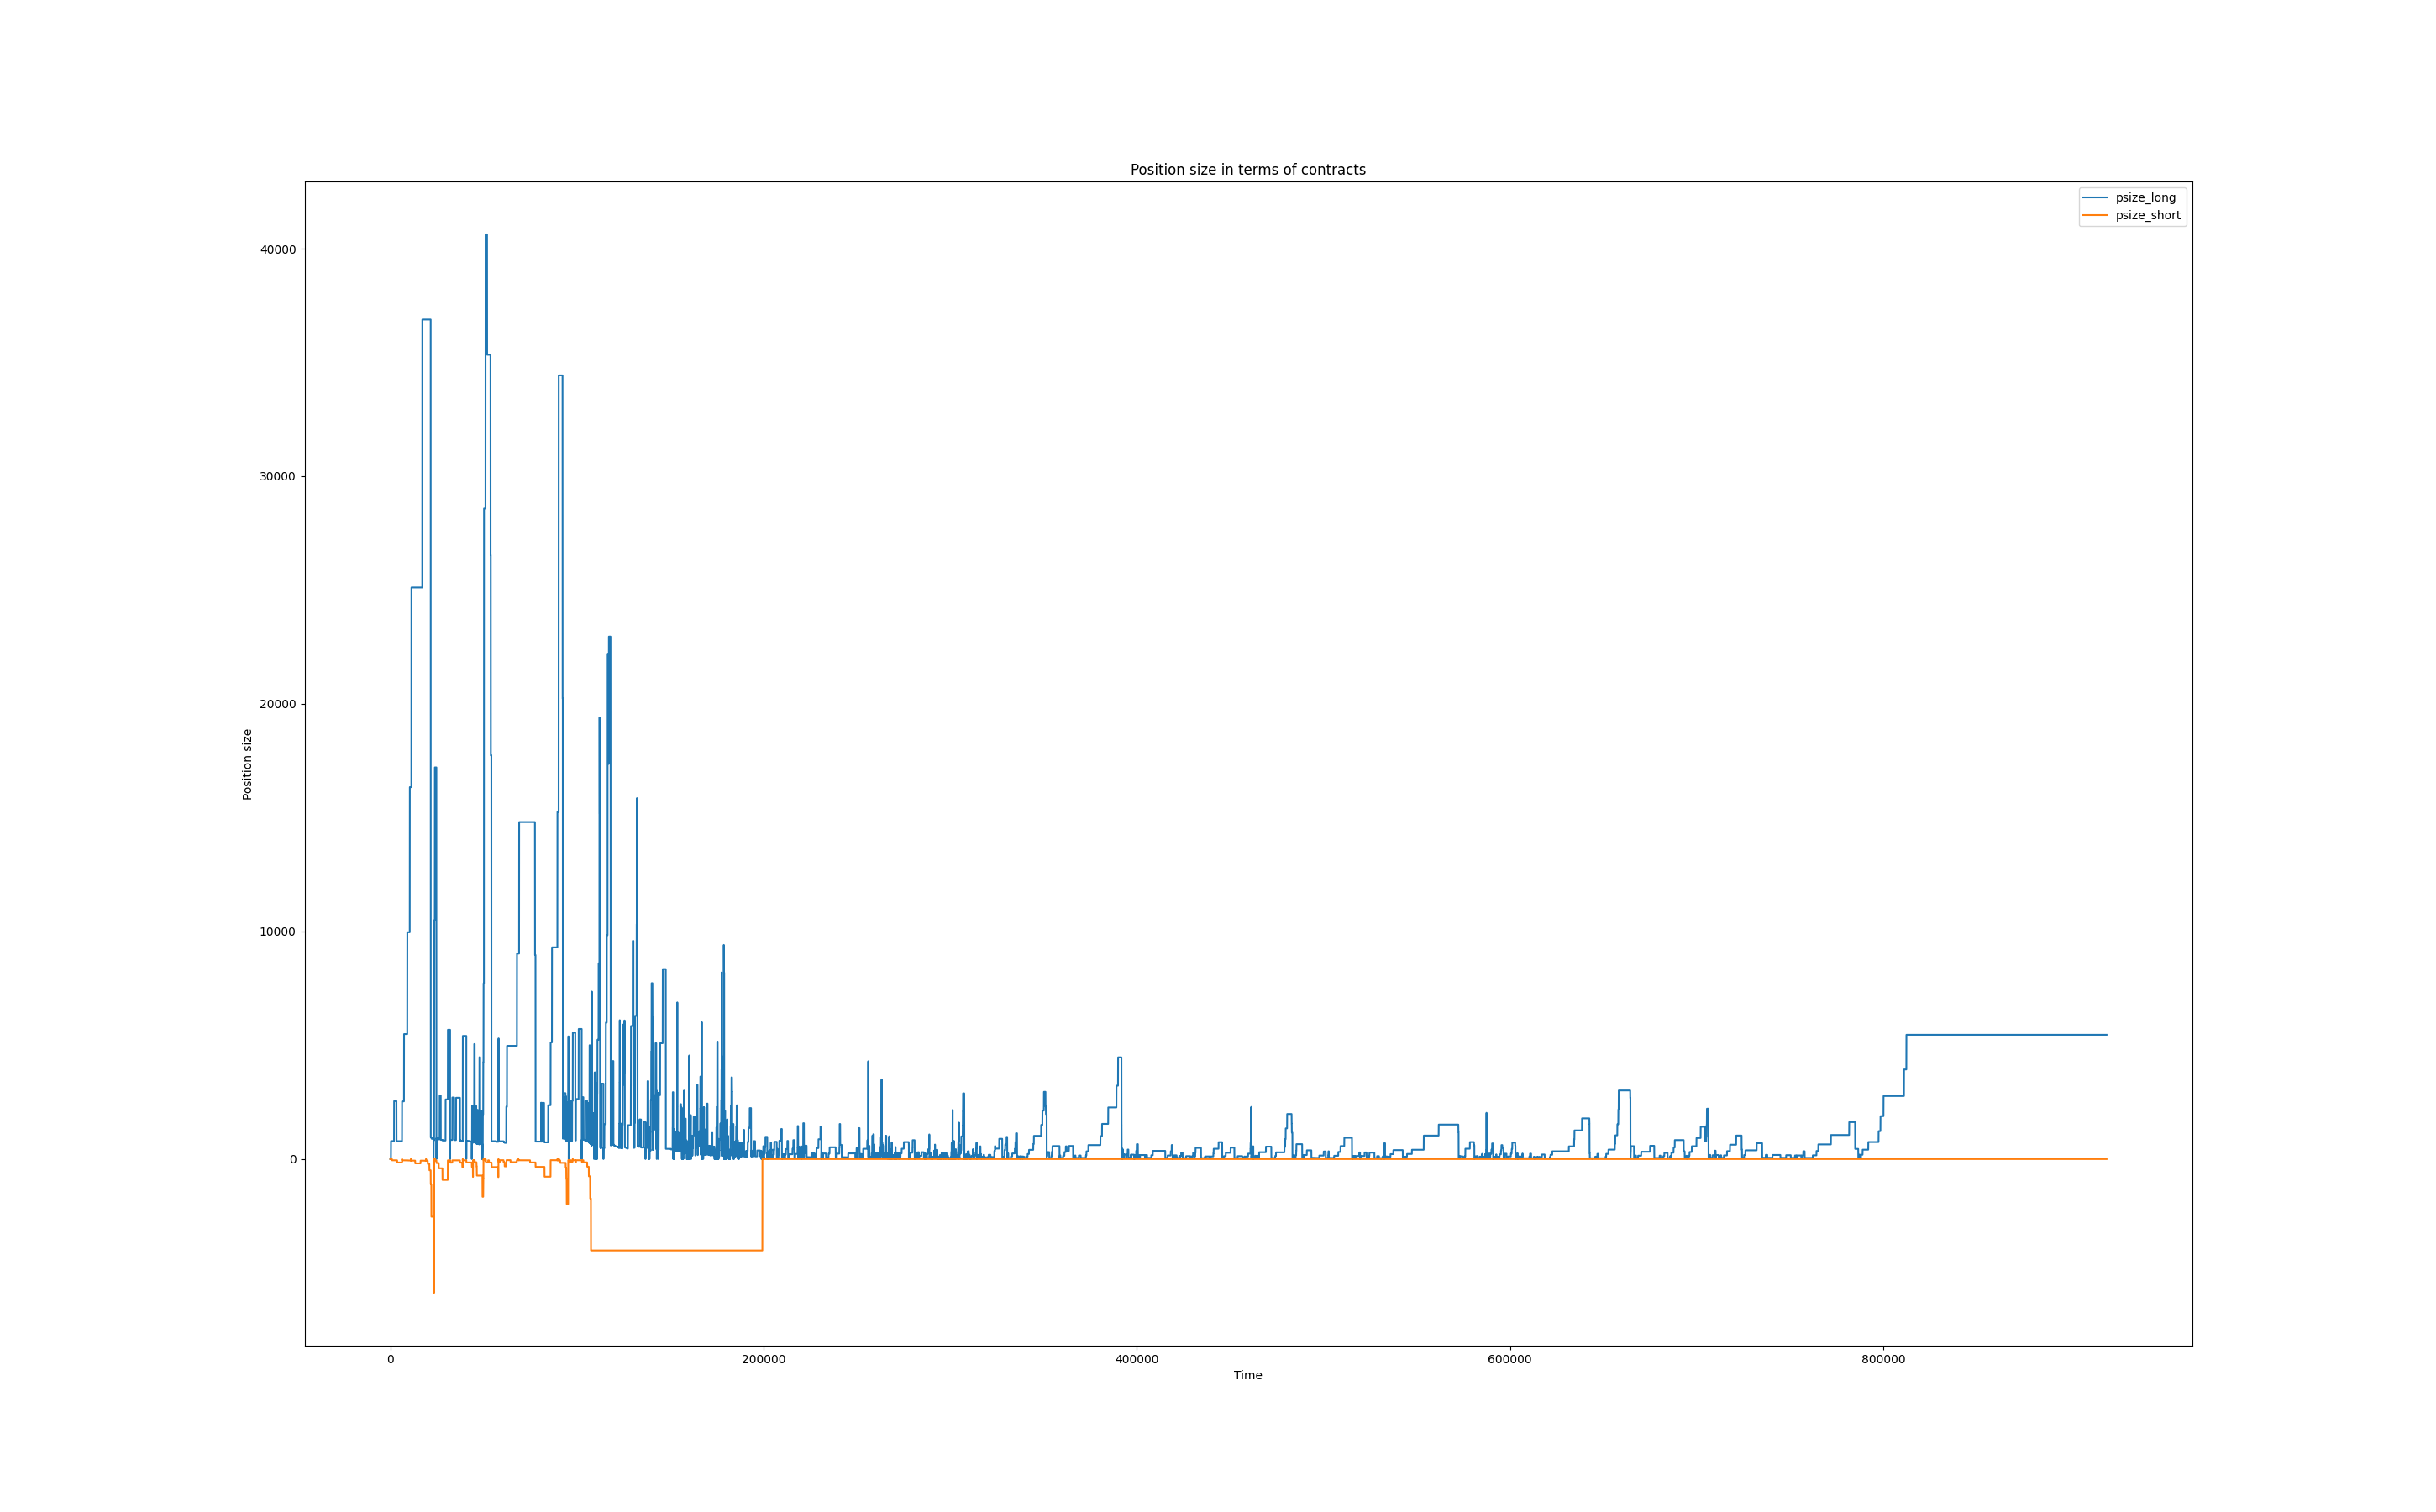 Position size in terms of contracts
psize_long
psize_short
40000
30000
20000
10000
0
Position size
0
200000
400000
600000
800000
Time